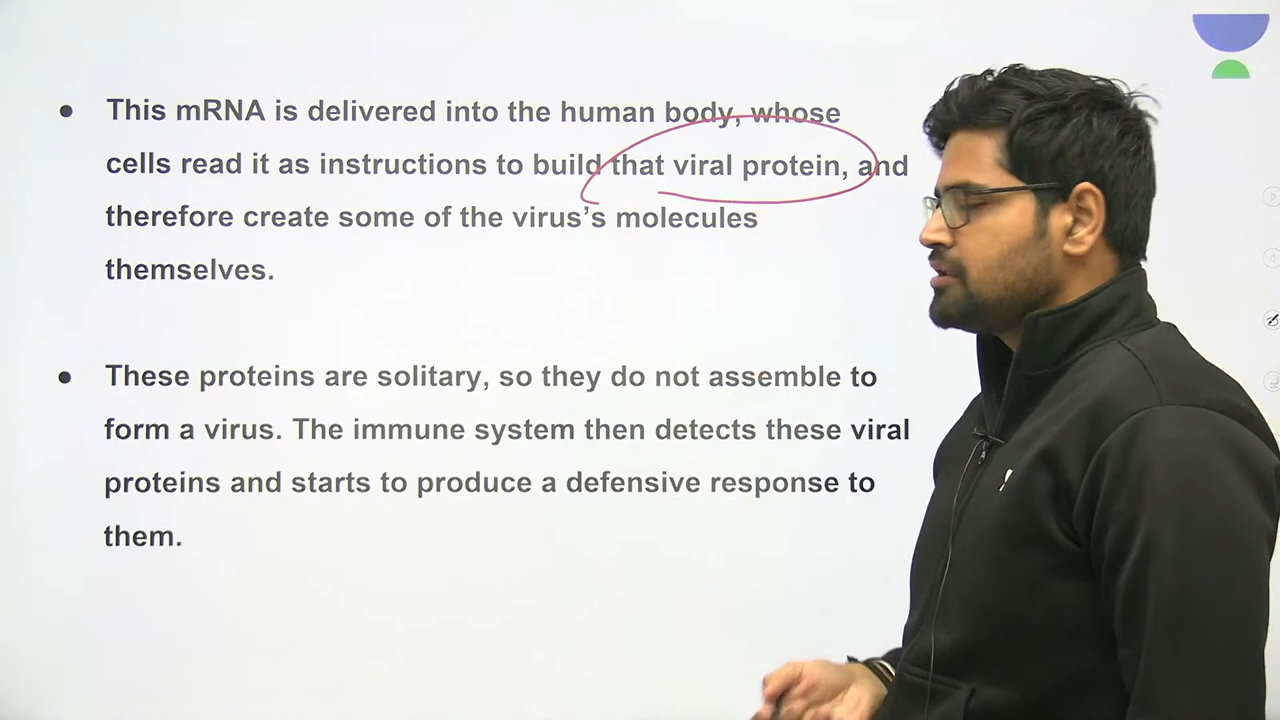 ● This mRNA is delivered into the human body, whose
cells read it as instructions to build that viral protein, and
therefore create some of the virus’s molecules
themselves.
● These proteins are solitary, so they do not assemble to
form a virus. The immune system then detects these viral
proteins and starts to produce a defensive response to
them.